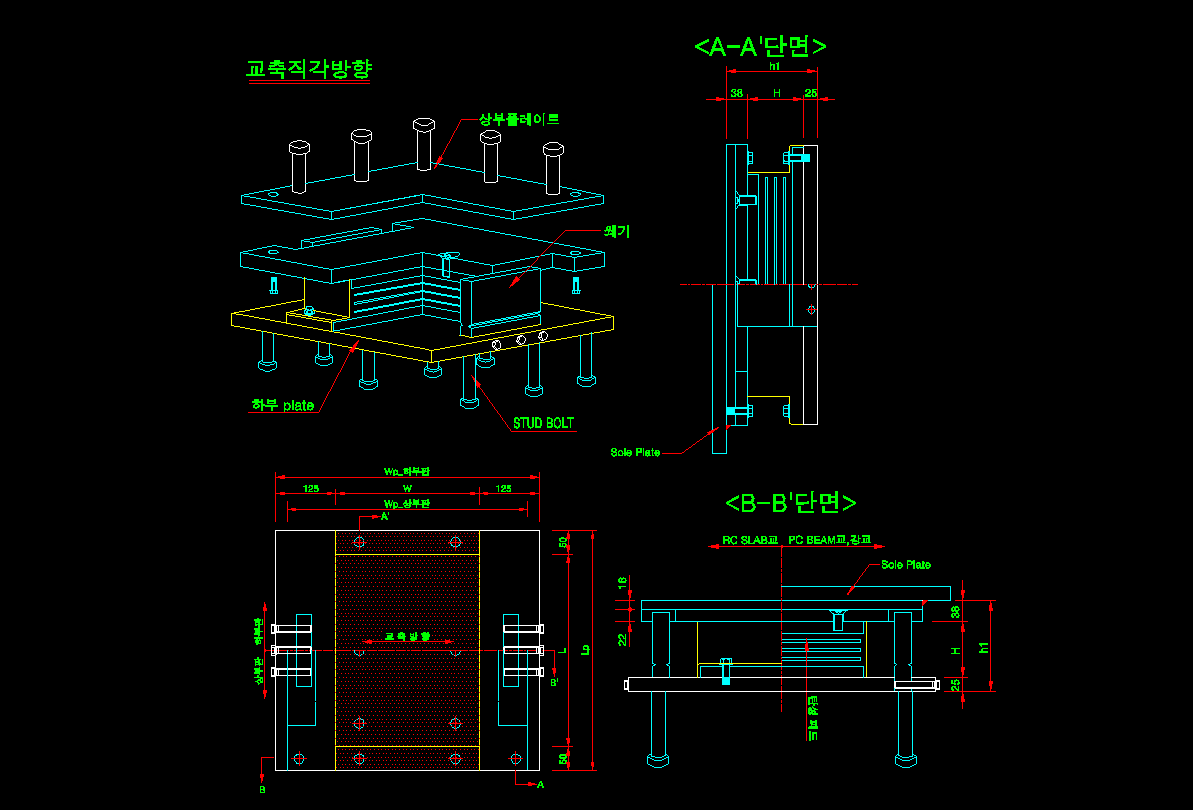 교축직각방향
상부플레이트
쐐기
하부 plate
STUD BOLT
<A-A'단면>
h1
38
H
25
Sole Plate
Wp_하부판
125
W
125
Wp_상부판
A'
50
하부판
상부판
교 축 방 향
L
Lp
B'
50
B
A
<B-B'단면>
RC SLAB교
PC BEAM교,강교
Sole Plate
16
22
38
H
25
h1
탄성패드